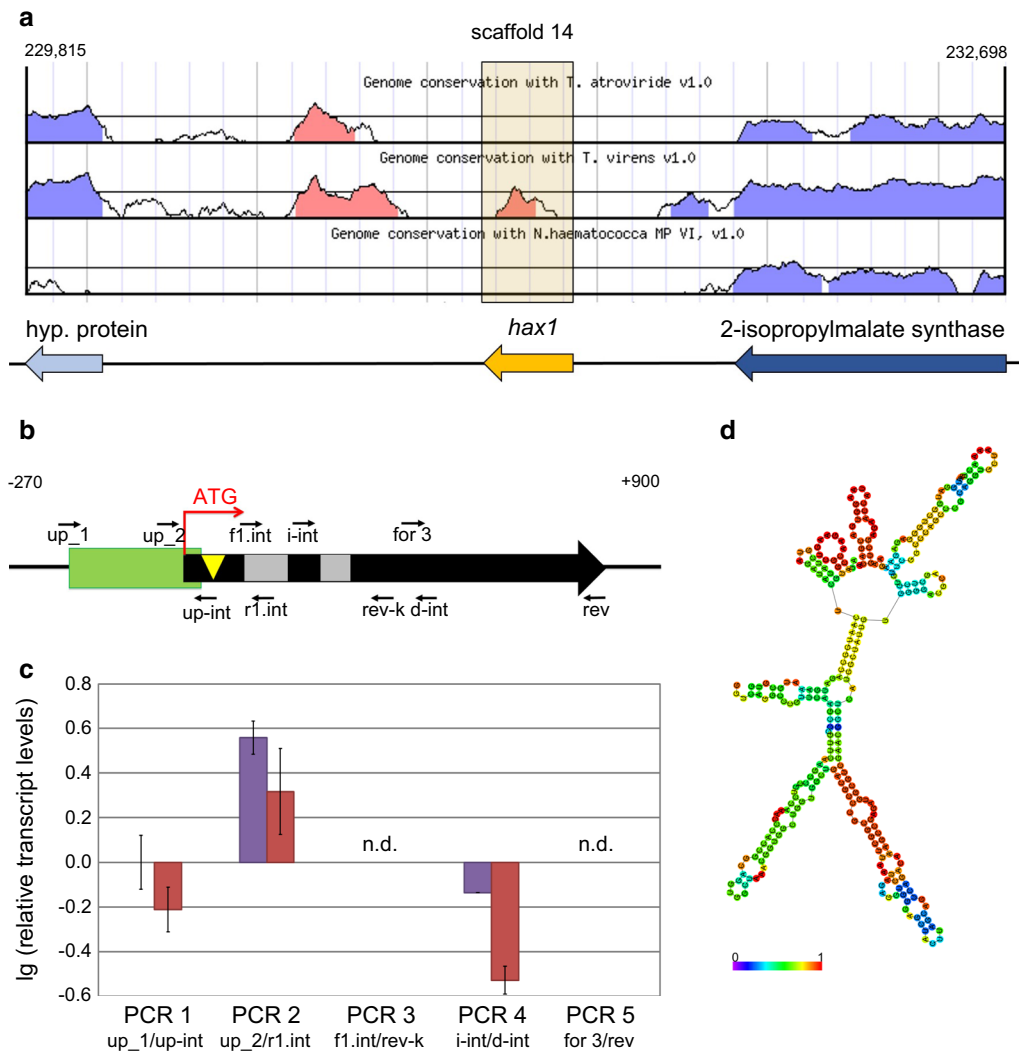 a
scaffold 14
229,815
232,698
Genome conservation with T. atroviride v1.0
Genome conservation with T. virens v1.0
Genome conservation with N.haematococca MP VI, v1.0
hyp. protein
hax1
2-isopropylmalate synthase
b
-270
+900
ATG
up_1
up_2
f1.int
i-int
for 3
up-int
r1.int
rev-k
d-int
rev
c
lg (relative transcript levels)
0.8
0.6
0.4
0.2
0.0
-0.2
-0.4
-0.6
n.d.
n.d.
PCR 1
PCR 2
PCR 3
PCR 4
PCR 5
up_1/up-int
up_2/r1.int
f1.int/rev-k
i-int/d-int
for 3/rev
d
0
1